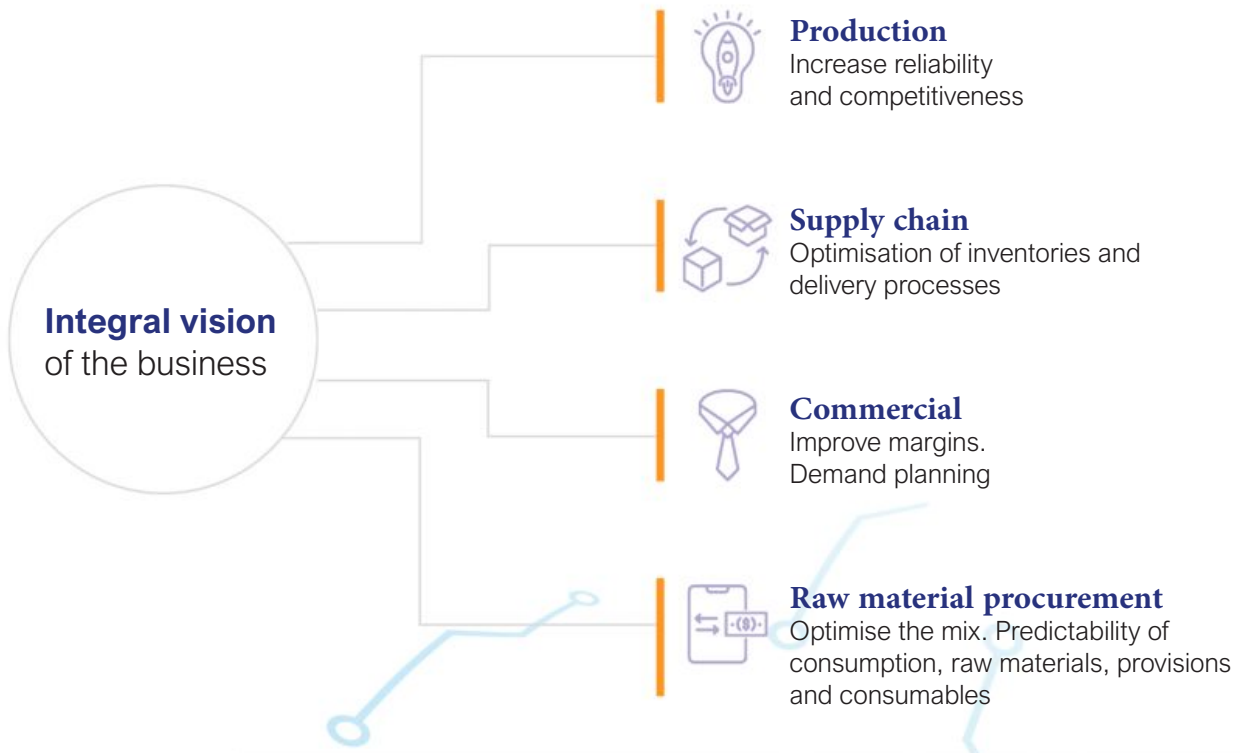 Production
Increase reliability
and competitiveness
Supply chain
Optimisation of inventories and
delivery processes
Integral vision
of the business
Commercial
Improve margins.
Demand planning
Raw material procurement
Optimise the mix. Predictability of
consumption, raw materials, provisions
and consumables
($)